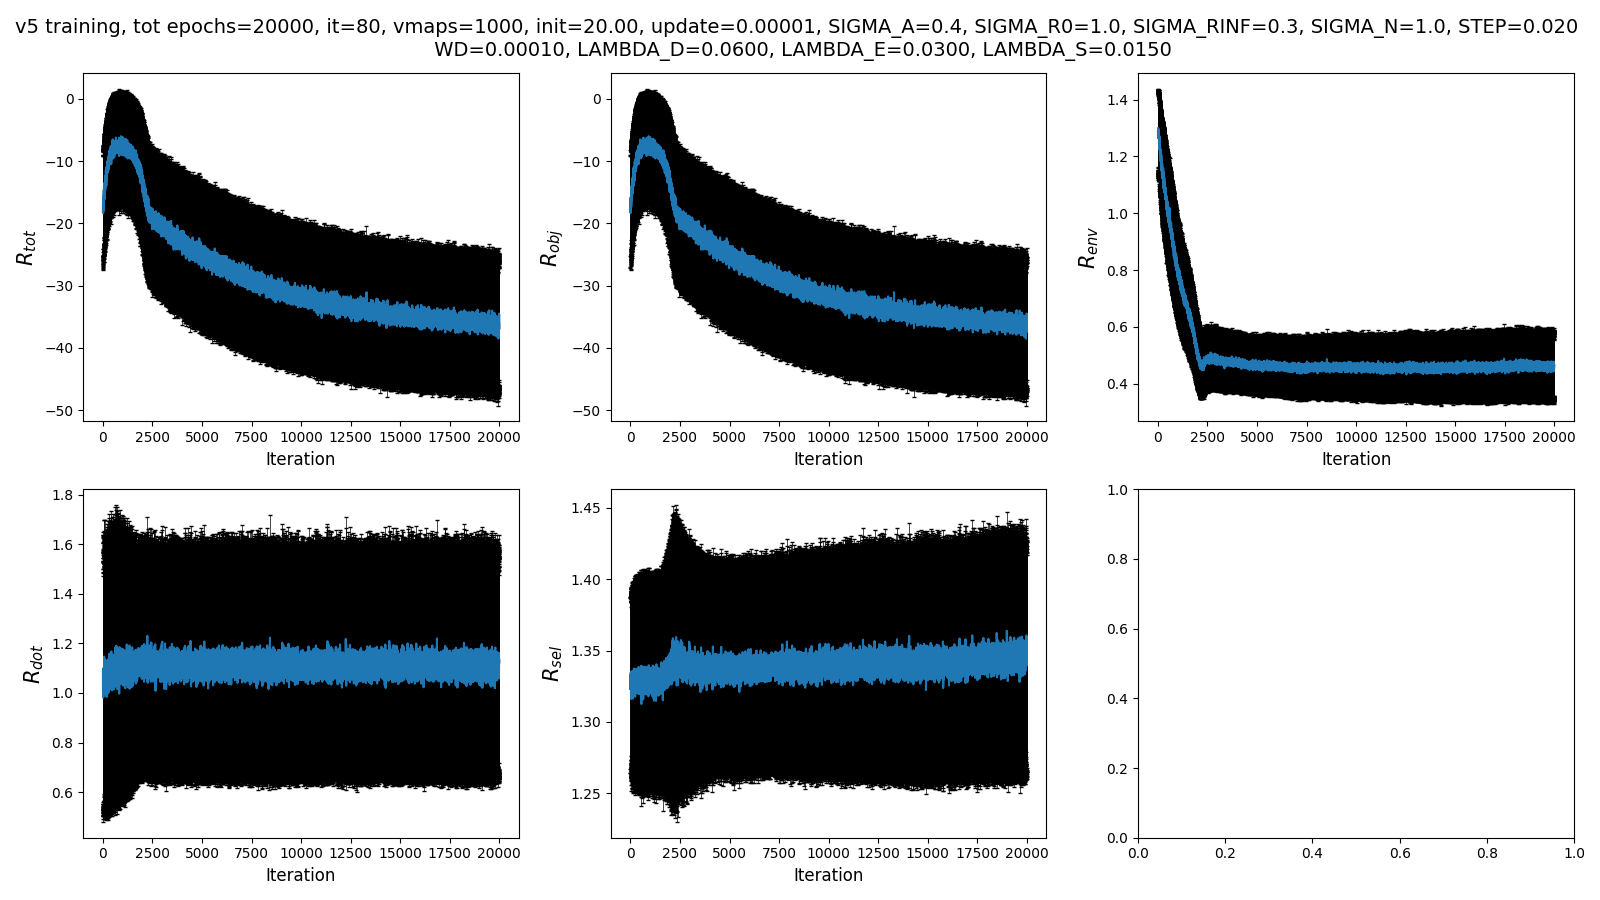 v5 training, tot epochs=20000, it=80, vmaps=1000, init=20.00, update=0.00001, SIGMA_A=0.4, SIGMA_R0=1.0, SIGMA_RINF=0.3, SIGMA_N=1.0, STEP=0.020
WD=0.00010, LAMBDA_D=0.0600, LAMBDA_E=0.0300, LAMBDA_S=0.0150
R_tot
0
−10
−20
−30
−40
−50
0 2500 5000 7500 10000 12500 15000 17500 20000
Iteration
R_obj
0
−10
−20
−30
−40
−50
0 2500 5000 7500 10000 12500 15000 17500 20000
Iteration
R_env
1.4
1.2
1.0
0.8
0.6
0.4
0 2500 5000 7500 10000 12500 15000 17500 20000
Iteration
R_dot
1.8
1.6
1.4
1.2
1.0
0.8
0.6
0 2500 5000 7500 10000 12500 15000 17500 20000
Iteration
R_sel
1.45
1.40
1.35
1.30
1.25
0 2500 5000 7500 10000 12500 15000 17500 20000
Iteration
1.0
0.8
0.6
0.4
0.2
0.0
0.0 0.2 0.4 0.6 0.8 1.0